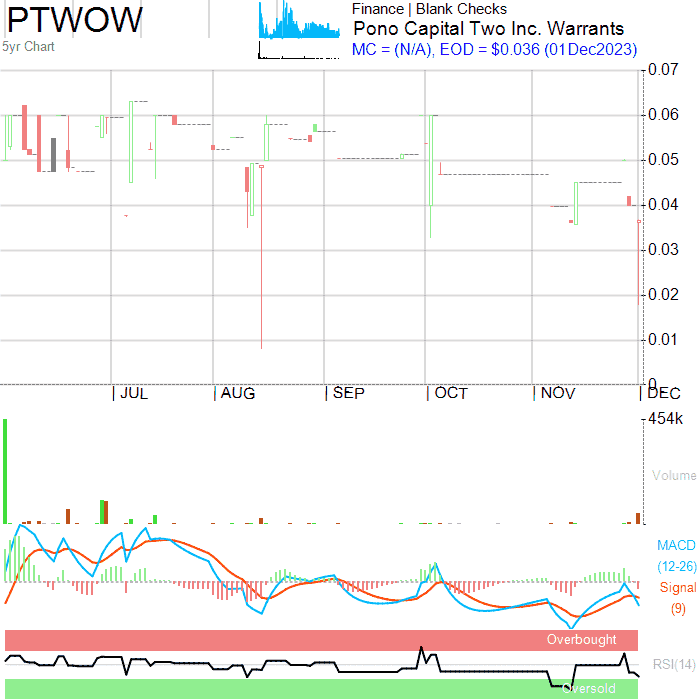 PTWOW
5yr Chart
Finance | Blank Checks
Pono Capital Two Inc. Warrants
MC = (N/A), EOD = $0.036 (01Dec2023)
0.07
0.06
0.05
0.04
0.03
0.02
0.01
0
JUL AUG SEP OCT NOV DEC
454k
Volume
MACD
(12-26)
Signal
(9)
Overbought
RSI(14)
Oversold